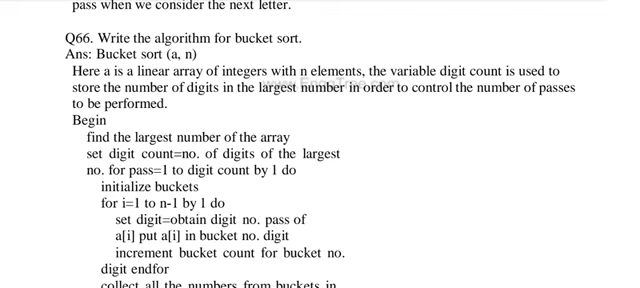 pass when we consider the next letter.
Q66. Write the algorithm for bucket sort.
Ans: Bucket sort (a, n)
Here a is a linear array of integers with n elements, the variable digit count is used to
store the number of digits in the largest number in order to control the number of passes
to be performed.
Begin
find the largest number of the array
set digit count=no. of digits of the largest
no. for pass=1 to digit count by 1 do
initialize buckets
for i=1 to n-1 by 1 do
set digit=obtain digit no. pass of
a[i] put a[i] in bucket no. digit
increment bucket count for bucket no.
digit endfor
collect all the numbers from buckets in